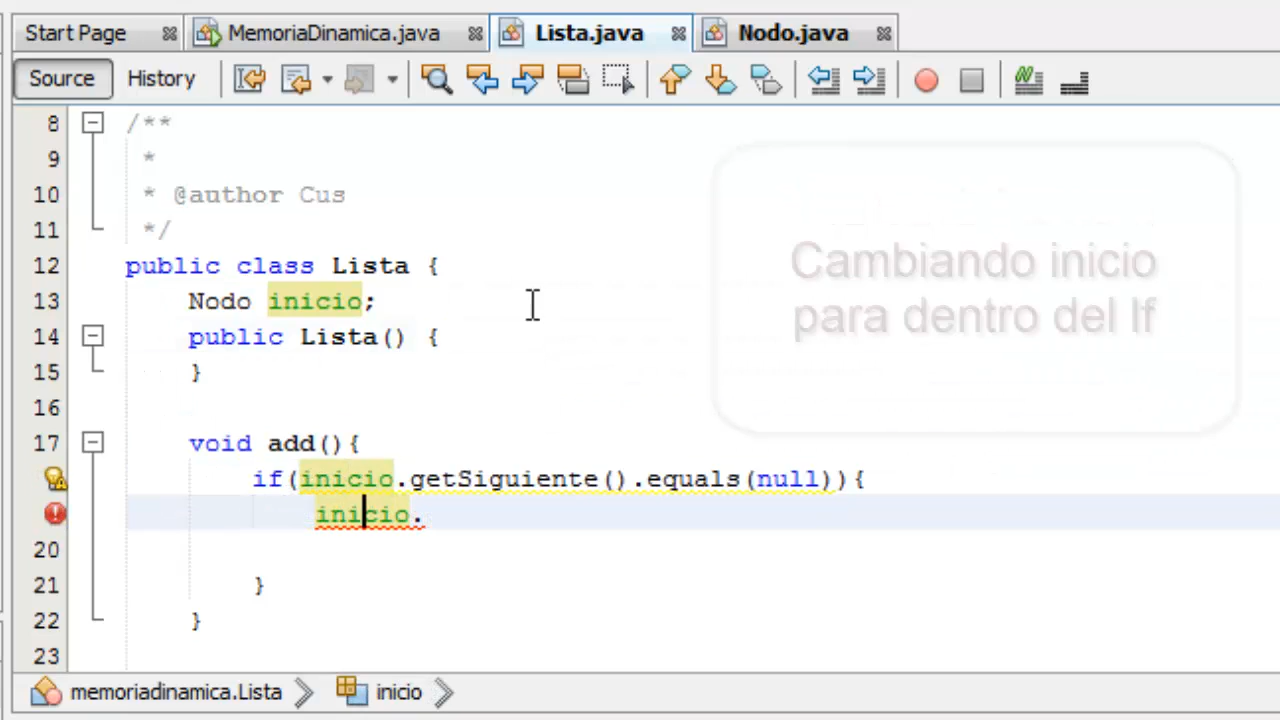 Start Page MemoriaDinamica.java Lista.java Nodo.java
Source History
8 /**
9 *
10 * @author Cus
11 */
12 public class Lista {
13 Nodo inicio;
14 public Lista() {
15 }
16
17 void add(){
if(inicio.getSiguiente().equals(null)){
inicio.
20
21 }
22 }
23
Cambiando inicio
para dentro del If
memoriadinamica.Lista inicio